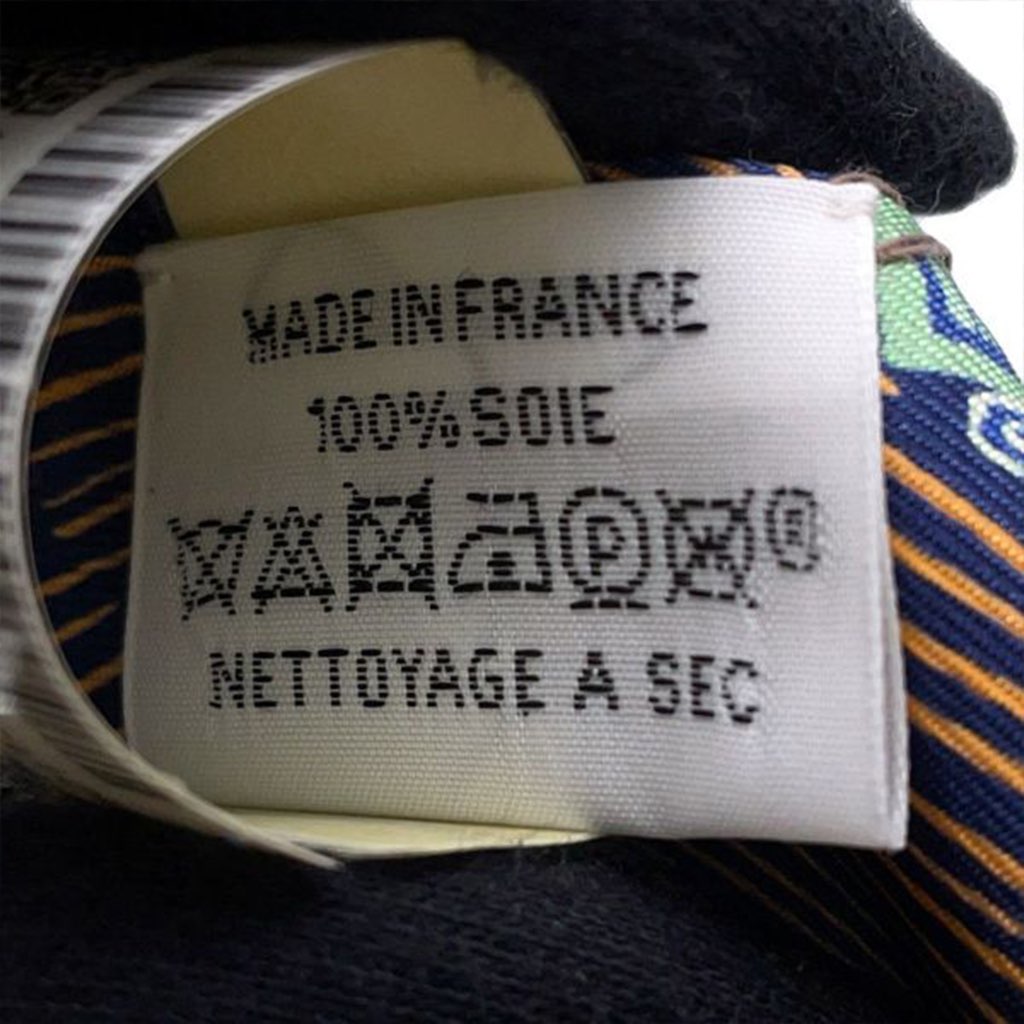 MADE IN FRANCE
100% SOIE
P W ®
NETTOYAGE A SEC